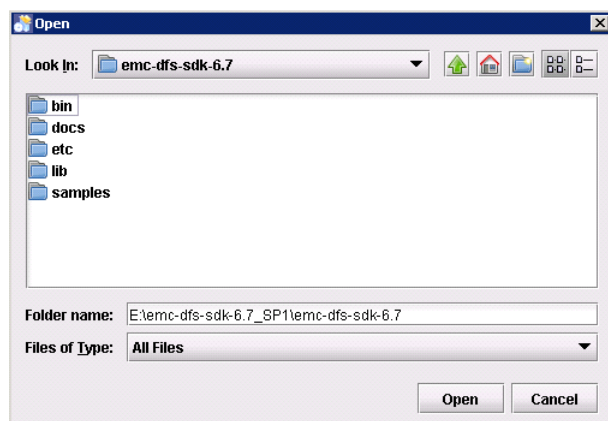 Open
Look In: emc-dfs-sdk-6.7
bin
docs
etc
lib
samples
Folder name: E:\emc-dfs-sdk-6.7_SP1\emc-dfs-sdk-6.7
Files of Type: All Files
Open Cancel